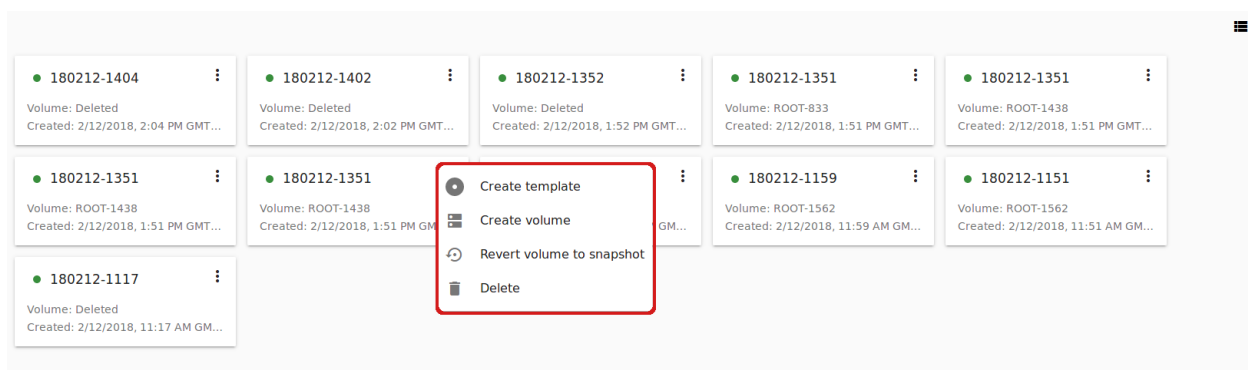 180212-1404
Volume: Deleted
Created: 2/12/2018, 2:04 PM GMT...
180212-1402
Volume: Deleted
Created: 2/12/2018, 2:02 PM GMT...
180212-1352
Volume: Deleted
Created: 2/12/2018, 1:52 PM GMT...
180212-1351
Volume: ROOT-833
Created: 2/12/2018, 1:51 PM GMT...
180212-1351
Volume: ROOT-1438
Created: 2/12/2018, 1:51 PM GMT...
180212-1351
Volume: ROOT-1438
Created: 2/12/2018, 1:51 PM GMT...
180212-1351
Volume: ROOT-1438
Created: 2/12/2018, 1:51 PM GM
Create template
Create volume
Revert volume to snapshot
Delete
GM...
180212-1159
Volume: ROOT-1562
Created: 2/12/2018, 11:59 AM GM...
180212-1151
Volume: ROOT-1562
Created: 2/12/2018, 11:51 AM GM...
180212-1117
Volume: Deleted
Created: 2/12/2018, 11:17 AM GM...